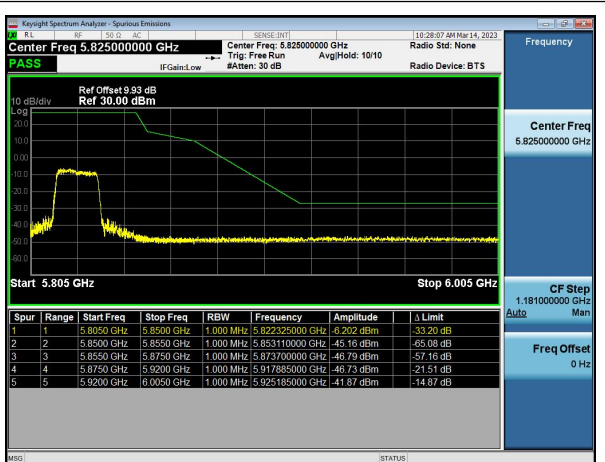 Keysight Spectrum Analyzer - Spurious Emissions
RL RF 50 Ω AC SENSE:INT 10:28:07 AM Mar 14, 2023
Center Freq 5.825000000 GHz Center Freq: 5.825000000 GHz Radio Std: None Frequency
Trig: Free Run Avg|Hold: 10/10
PASS IFGain:Low #Atten: 30 dB Radio Device: BTS
Ref Offset 9.93 dB
10 dB/div Ref 30.00 dBm
Log
20.0
10.0
0.00
-10.0
-20.0
-30.0
-40.0
-50.0
-60.0
Center Freq
5.825000000 GHz
Start 5.805 GHz Stop 6.005 GHz
CF Step
1.181000000 GHz
Auto Man
Spur Range Start Freq Stop Freq RBW Frequency Amplitude Δ Limit
1 1 5.8050 GHz 5.8500 GHz 1.000 MHz 5.822325000 GHz -6.202 dBm -33.20 dB
2 2 5.8500 GHz 5.8550 GHz 1.000 MHz 5.853110000 GHz -45.16 dBm -65.08 dB
3 3 5.8550 GHz 5.8750 GHz 1.000 MHz 5.873700000 GHz -46.79 dBm -57.16 dB
4 4 5.8750 GHz 5.9200 GHz 1.000 MHz 5.917885000 GHz -46.73 dBm -21.51 dB
5 5 5.9200 GHz 6.0050 GHz 1.000 MHz 5.925185000 GHz -41.87 dBm -14.87 dB
Freq Offset
0 Hz
MSG STATUS